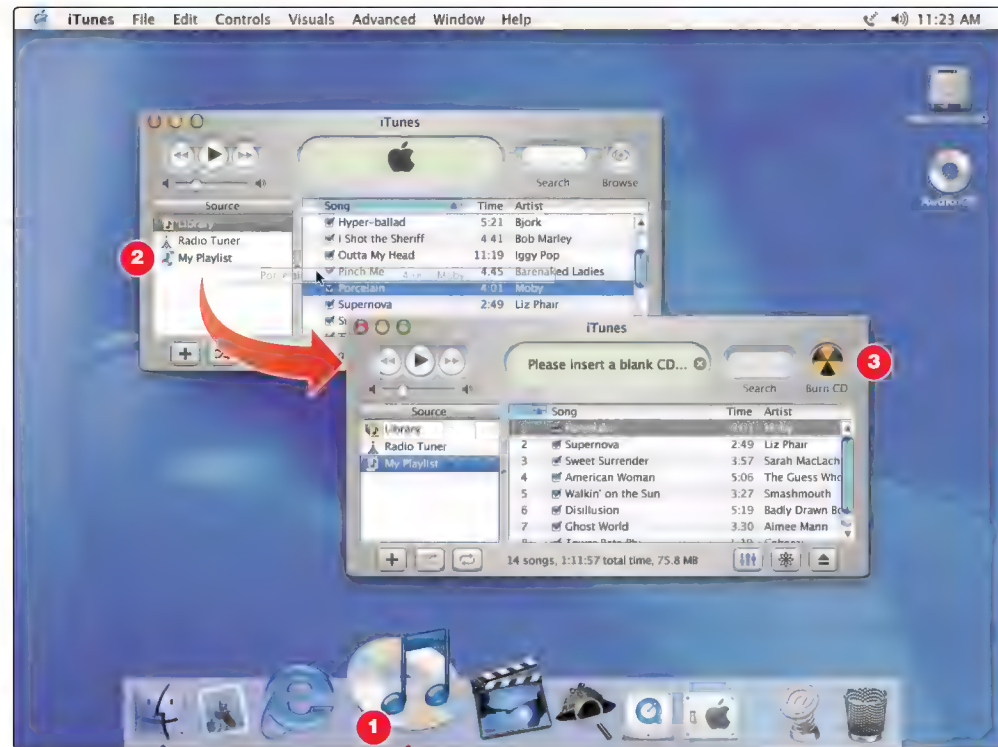 iTunes File Edit Controls Visuals Advanced Window Help 11:23 AM
Audio CD
iTunes
Search Browse
Source Song Time Artist
Library Hyper-ballad 5:21 Bjork
Radio Tuner I Shot the Sheriff 4:41 Bob Marley
My Playlist Outta My Head 11:19 Iggy Pop
2
Porcelain Moby
Pinch Me 4:45 Barenaked Ladies
Porcelain 4:01 Moby
Supernova 2:49 Liz Phair
iTunes
Please insert a blank CD...
Search Burn CD
3
Source Song Time Artist
Library
Radio Tuner 2 Supernova 2:49 Liz Phair
My Playlist 3 Sweet Surrender 3:57 Sarah MacLach
4 American Woman 5:06 The Guess Who
5 Walkin' on the Sun 3:27 Smashmouth
6 Disillusion 5:19 Badly Drawn Bo
7 Ghost World 3:30 Aimee Mann
14 songs, 1:11:57 total time, 75.8 MB
1